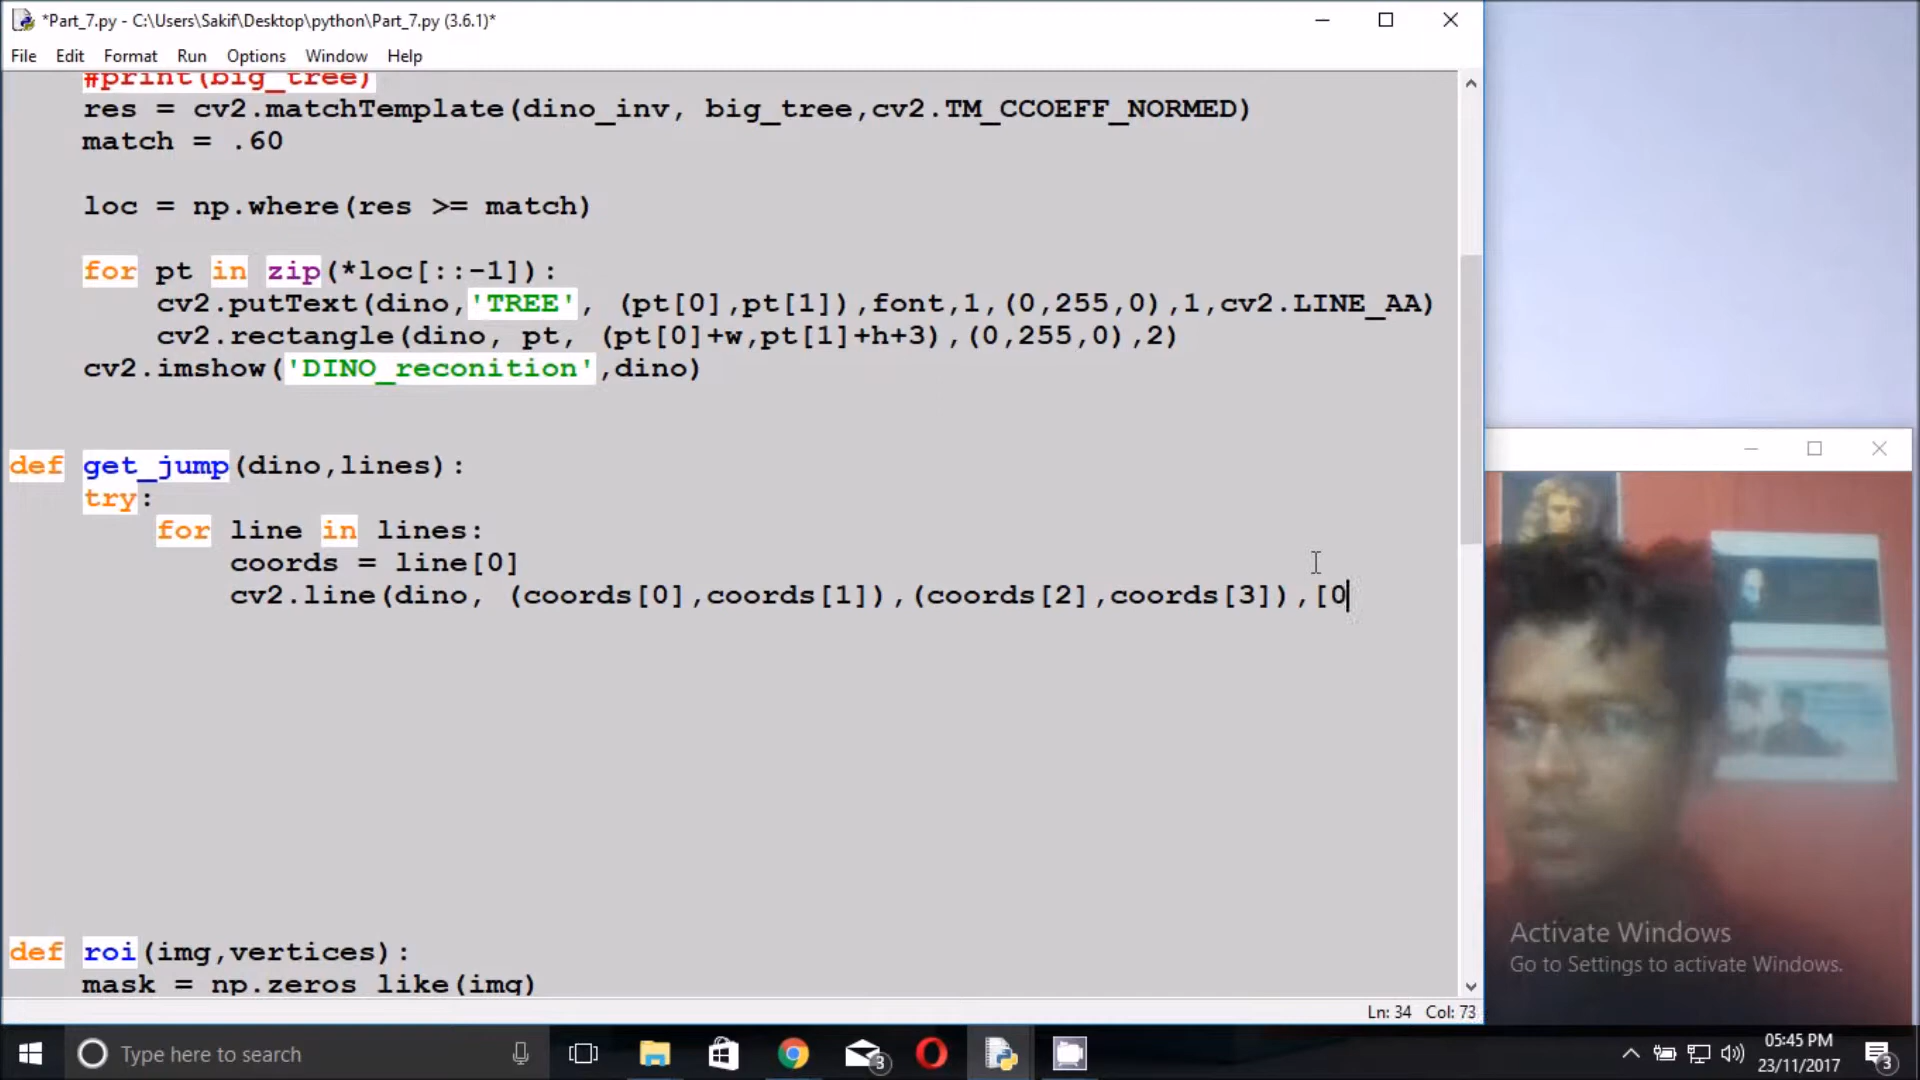 *Part_7.py - C:\Users\Sakif\Desktop\python\Part_7.py (3.6.1)*
File Edit Format Run Options Window Help
#print(big_tree)
res = cv2.matchTemplate(dino_inv, big_tree,cv2.TM_CCOEFF_NORMED)
match = .60
loc = np.where(res >= match)
for pt in zip(*loc[::-1]):
cv2.putText(dino,'TREE', (pt[0],pt[1]),font,1,(0,255,0),1,cv2.LINE_AA)
cv2.rectangle(dino, pt, (pt[0]+w,pt[1]+h+3),(0,255,0),2)
cv2.imshow('DINO_reconition',dino)
def get_jump(dino,lines):
try:
for line in lines:
coords = line[0]
cv2.line(dino, (coords[0],coords[1]),(coords[2],coords[3]),[0
def roi(img,vertices):
mask = np.zeros_like(img)
Ln: 34 Col: 73
Activate Windows
Go to Settings to activate Windows.
Type here to search
3
05:45 PM
23/11/2017
3